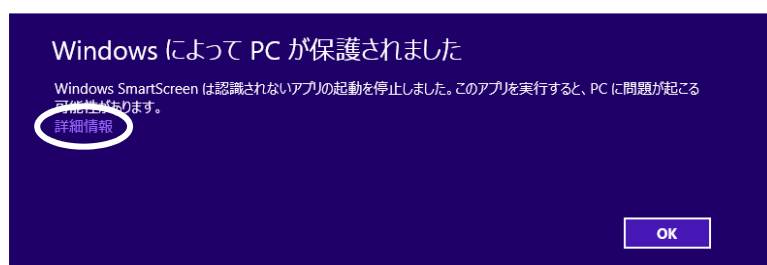 Windows によって PC が保護されました
Windows SmartScreen は認識されないアプリの起動を停止しました。このアプリを実行すると、PC に問題が起こる
可能性があります。
詳細情報
OK